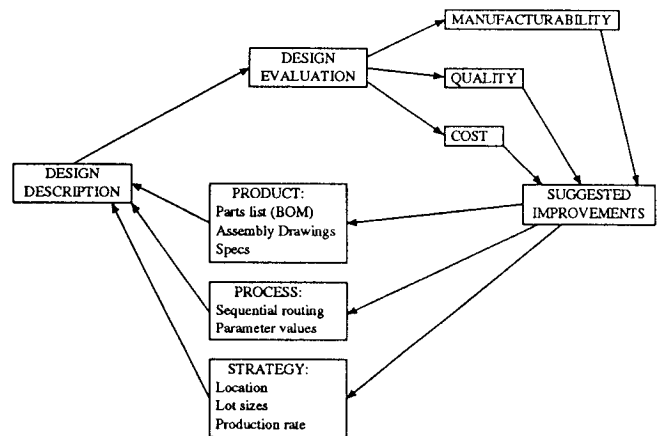 MANUFACTURABILITY
DESIGN
EVALUATION
QUALITY
COST
DESIGN
DESCRIPTION
PRODUCT:
Parts list (BOM)
Assembly Drawings
Specs
SUGGESTED
IMPROVEMENTS
PROCESS:
Sequential routing
Parameter values
STRATEGY:
Location
Lot sizes
Production rate